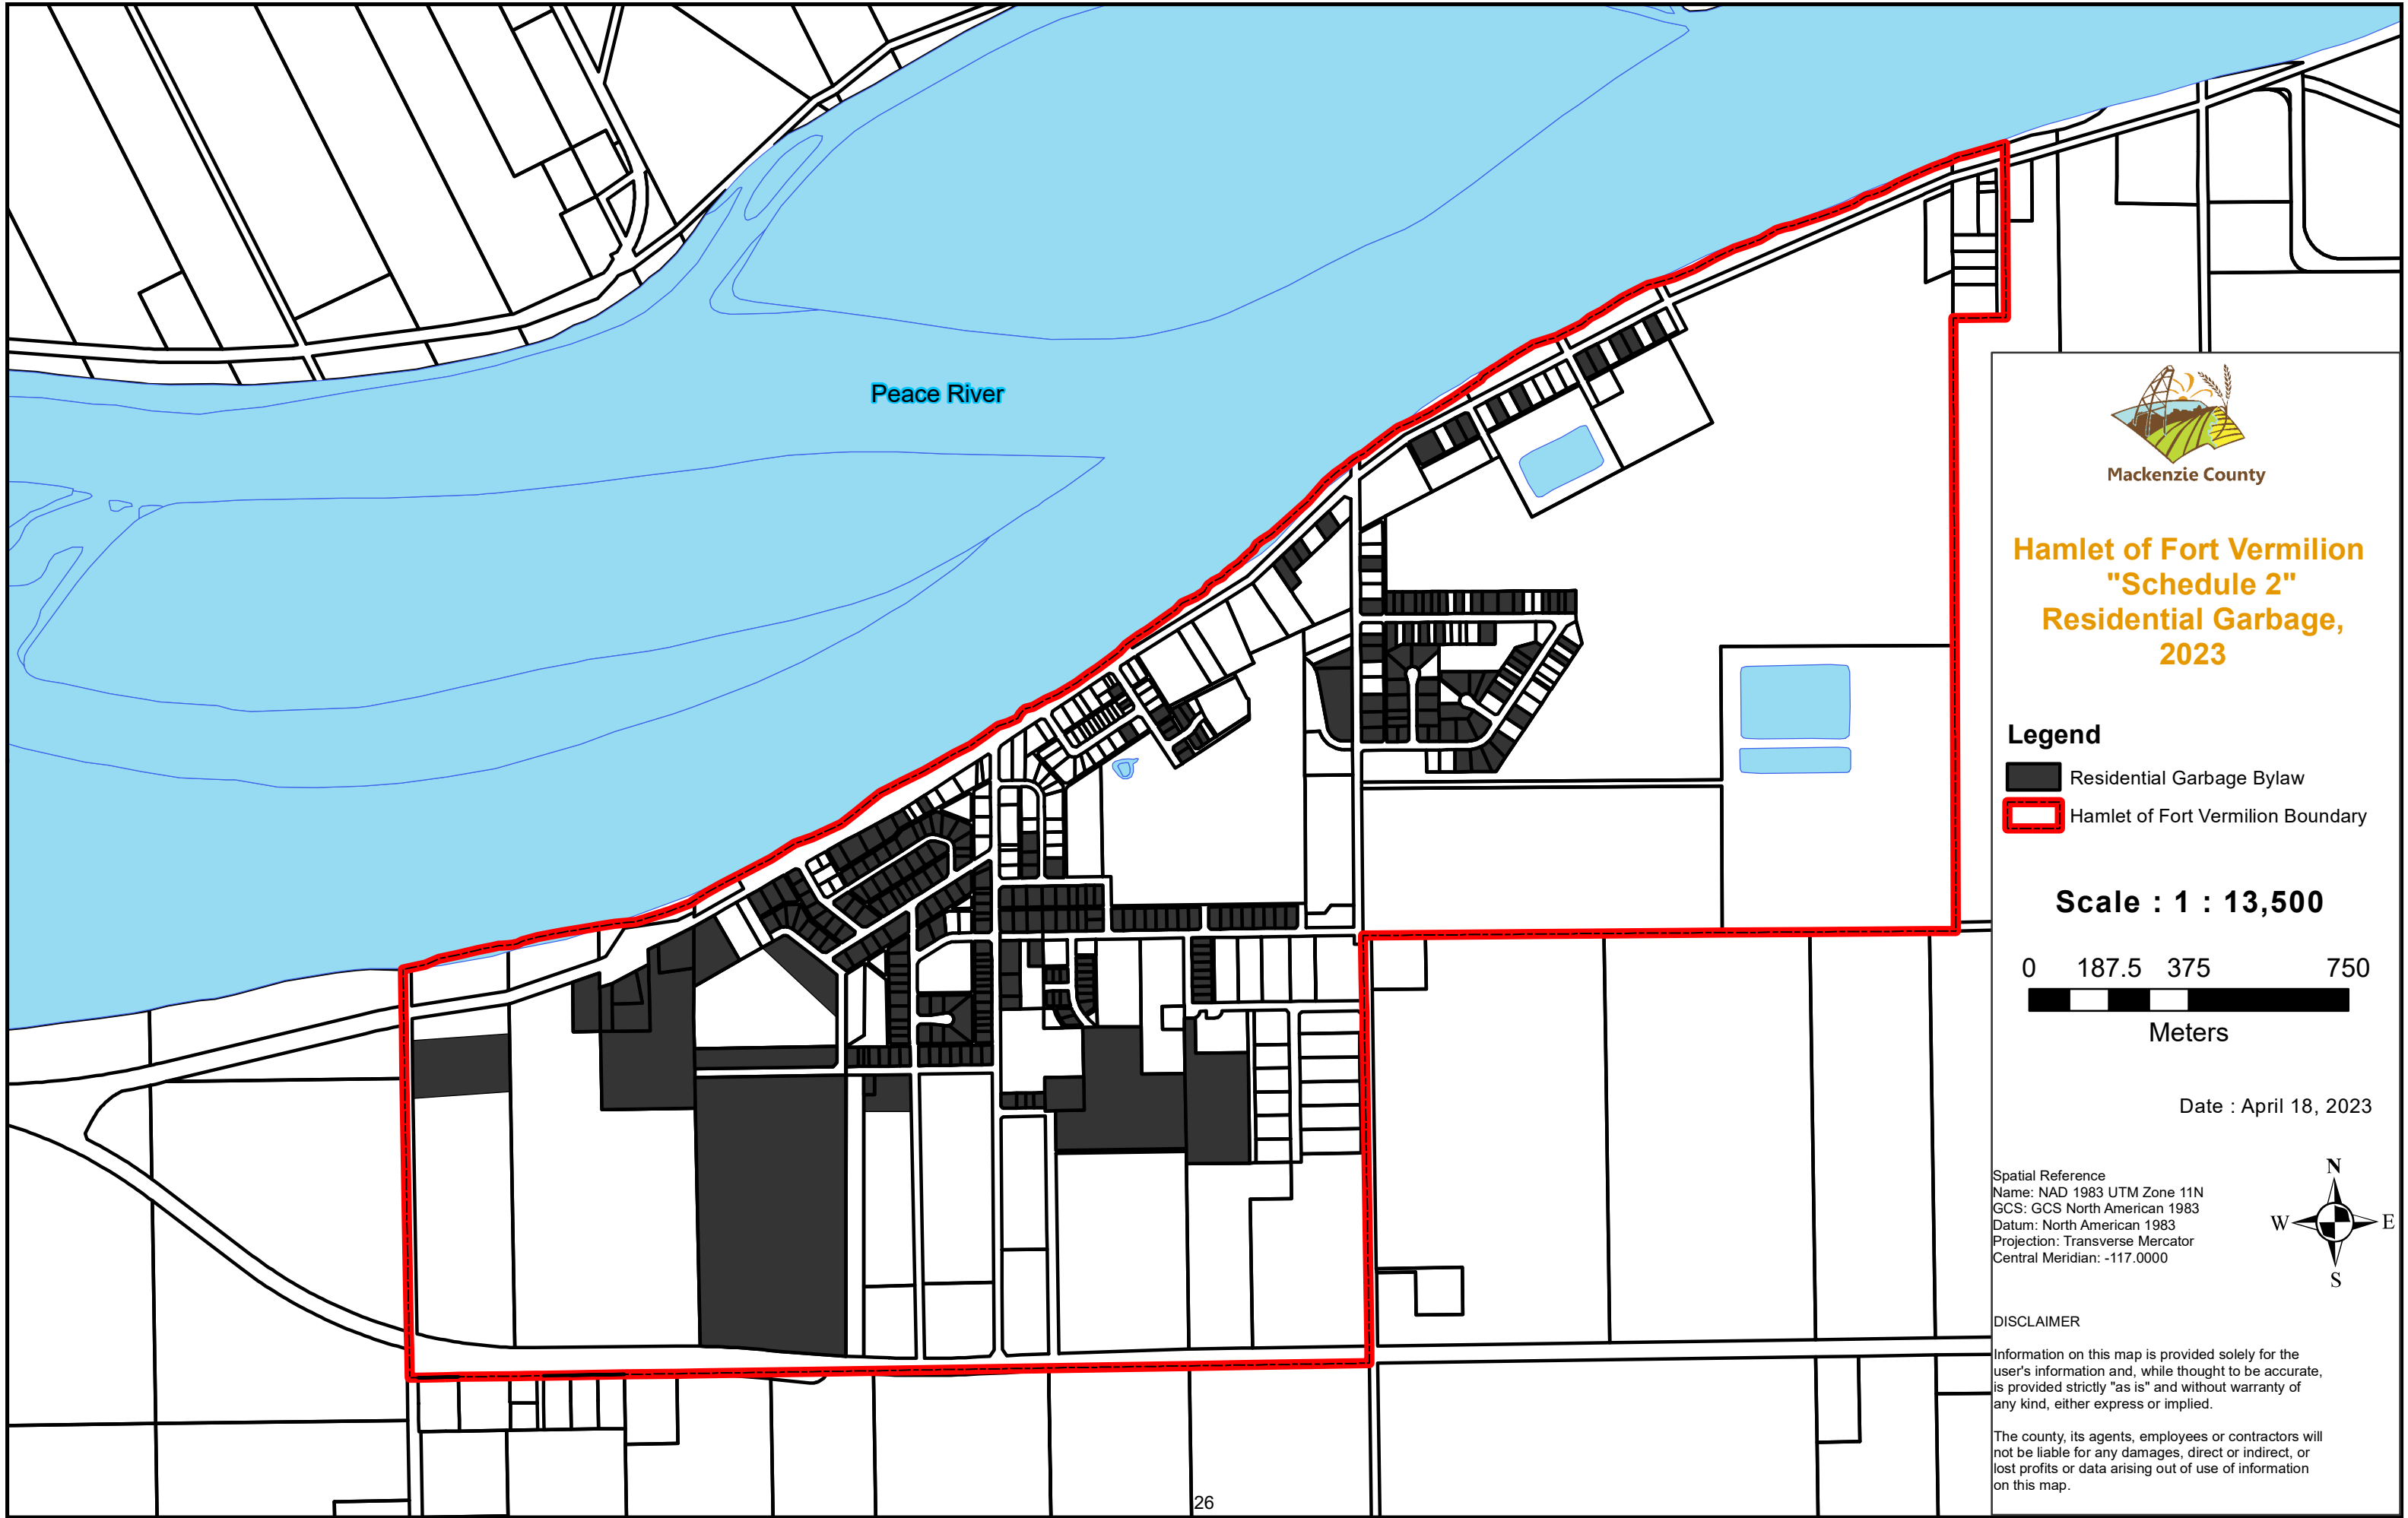 Peace River
Mackenzie County
Hamlet of Fort Vermilion
"Schedule 2"
Residential Garbage,
2023
Legend
Residential Garbage Bylaw
Hamlet of Fort Vermilion Boundary
Scale : 1 : 13,500
0 187.5 375 750
Meters
Date : April 18, 2023
Spatial Reference
Name: NAD 1983 UTM Zone 11N
GCS: GCS North American 1983
Datum: North American 1983
Projection: Transverse Mercator
Central Meridian: -117.0000
N
W E
S
DISCLAIMER
Information on this map is provided solely for the
user's information and, while thought to be accurate,
is provided strictly "as is" and without warranty of
any kind, either express or implied.
The county, its agents, employees or contractors will
not be liable for any damages, direct or indirect, or
lost profits or data arising out of use of information
on this map.
26